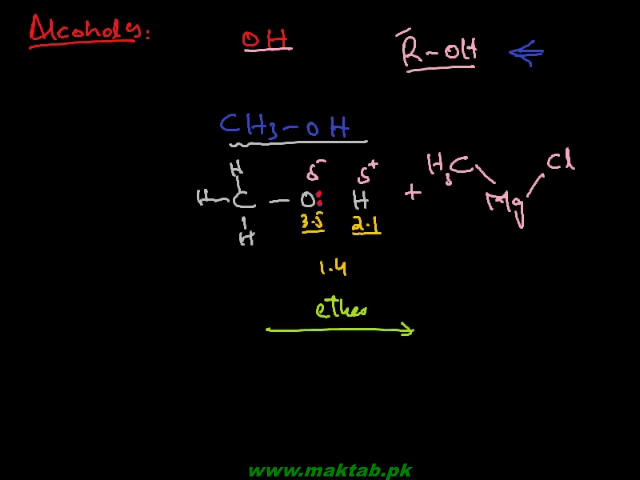 Alcohols:
OH
R-OH
CH3-OH
H δ- δ+ H3C Cl
H-C-O: H + Mg
H 3.5 2.1
1.4
ether
www.maktab.pk